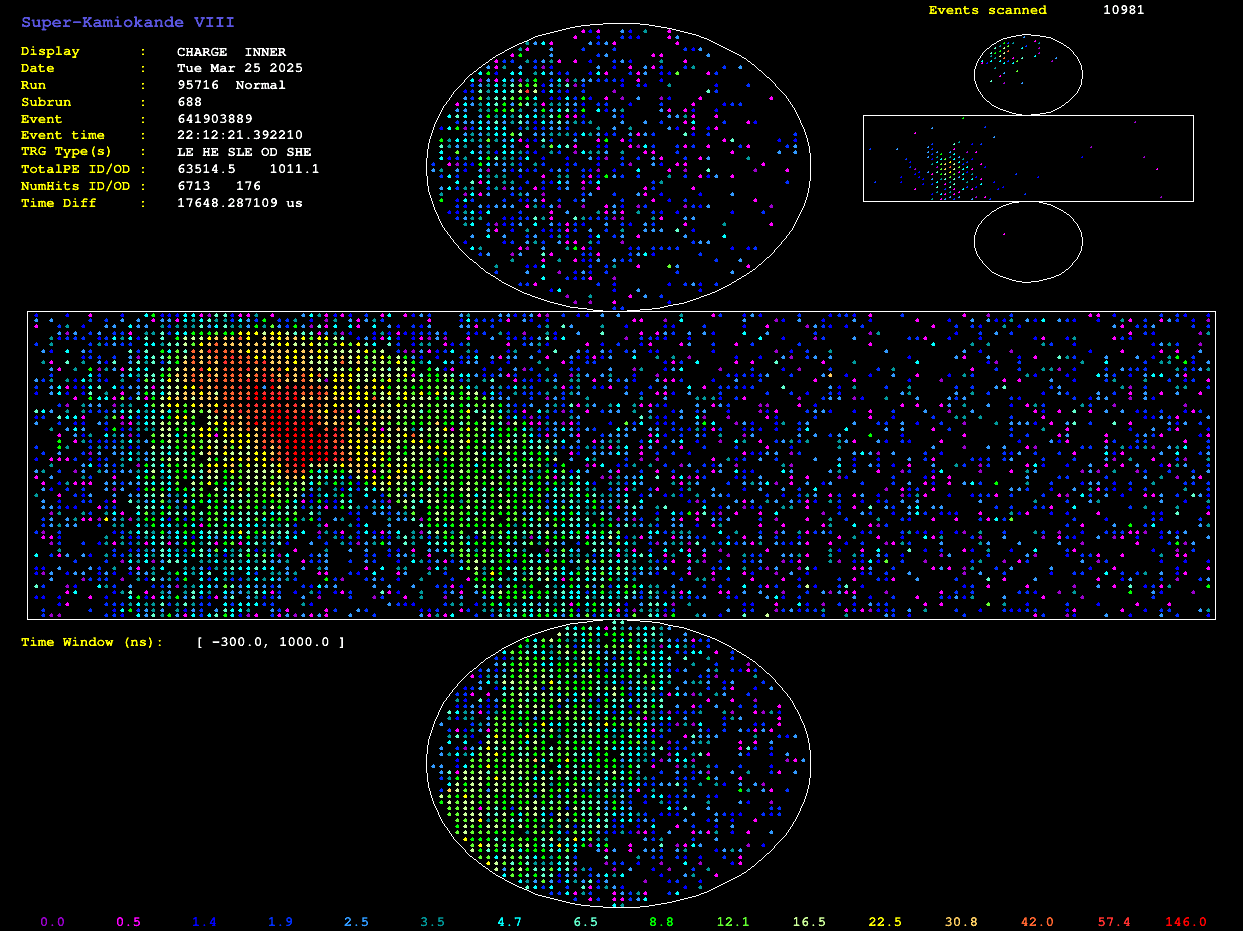 Super-Kamiokande VIII
Events scanned 10981
Display : CHARGE INNER
Date : Tue Mar 25 2025
Run : 95716 Normal
Subrun : 688
Event : 641903889
Event time : 22:12:21.392210
TRG Type(s) : LE HE SLE OD SHE
TotalPE ID/OD : 63514.5 1011.1
NumHits ID/OD : 6713 176
Time Diff : 17648.287109 us
Time Window (ns): [ -300.0, 1000.0 ]
0.0 0.5 1.4 1.9 2.5 3.5 4.7 6.5 8.8 12.1 16.5 22.5 30.8 42.0 57.4 146.0